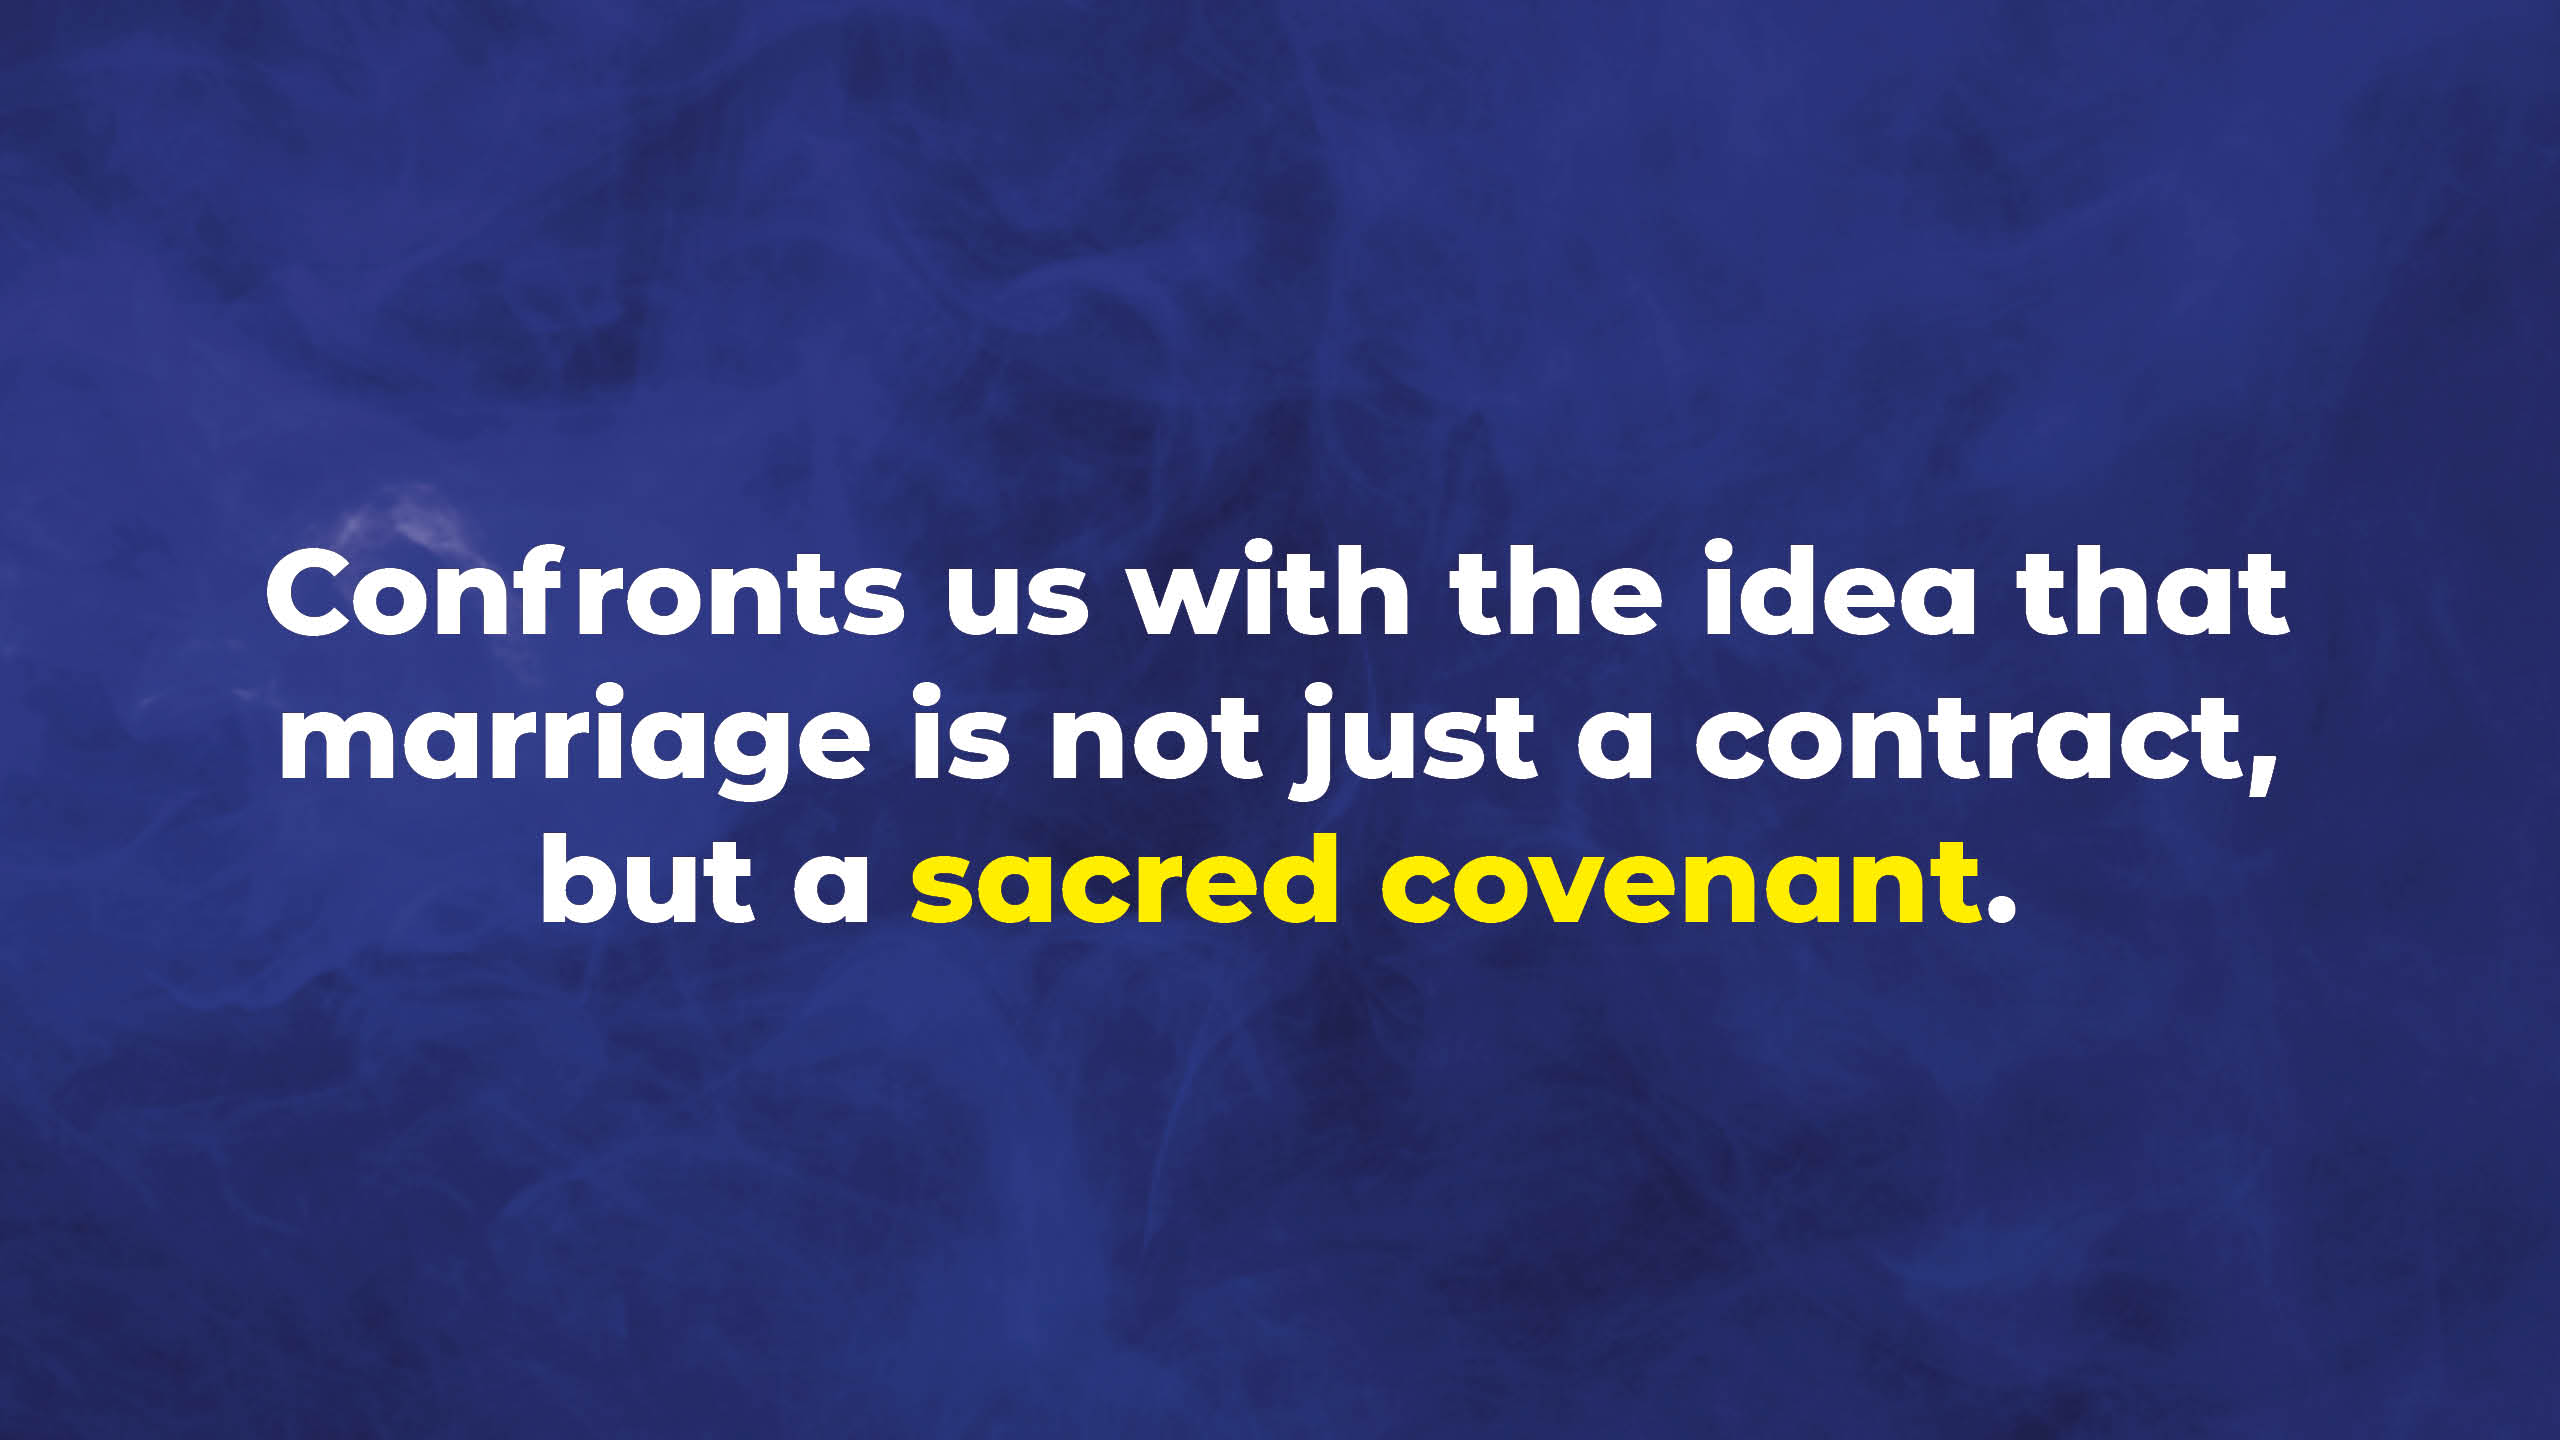 Confronts us with the idea that
marriage is not just a contract,
but a sacred covenant.